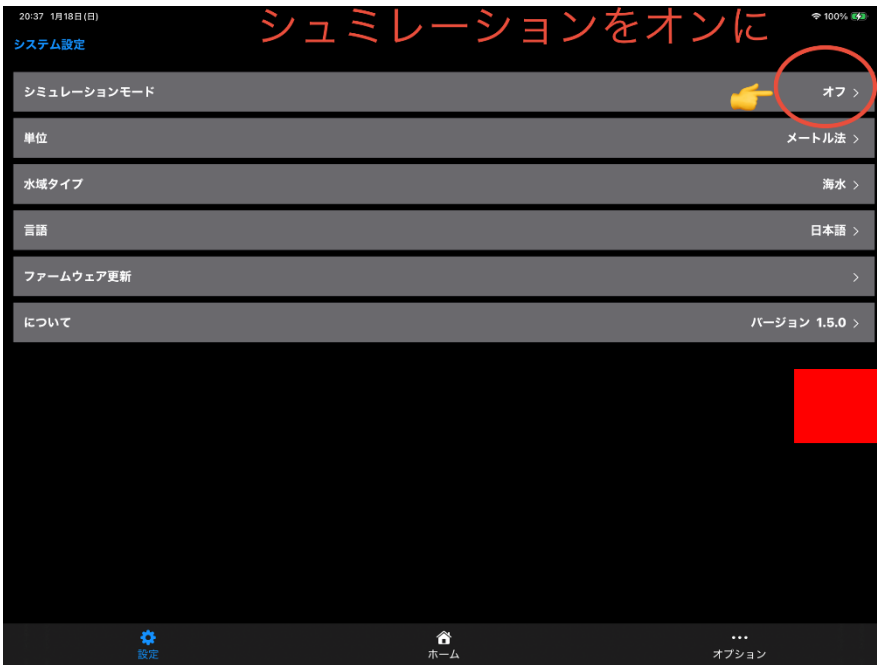 20:37 1月18日(日)
シュミレーションをオンに
100%
システム設定
シミュレーションモード
オフ
単位
メートル法
水域タイプ
海水
言語
日本語
ファームウェア更新
について
バージョン 1.5.0
設定
ホーム
オプション